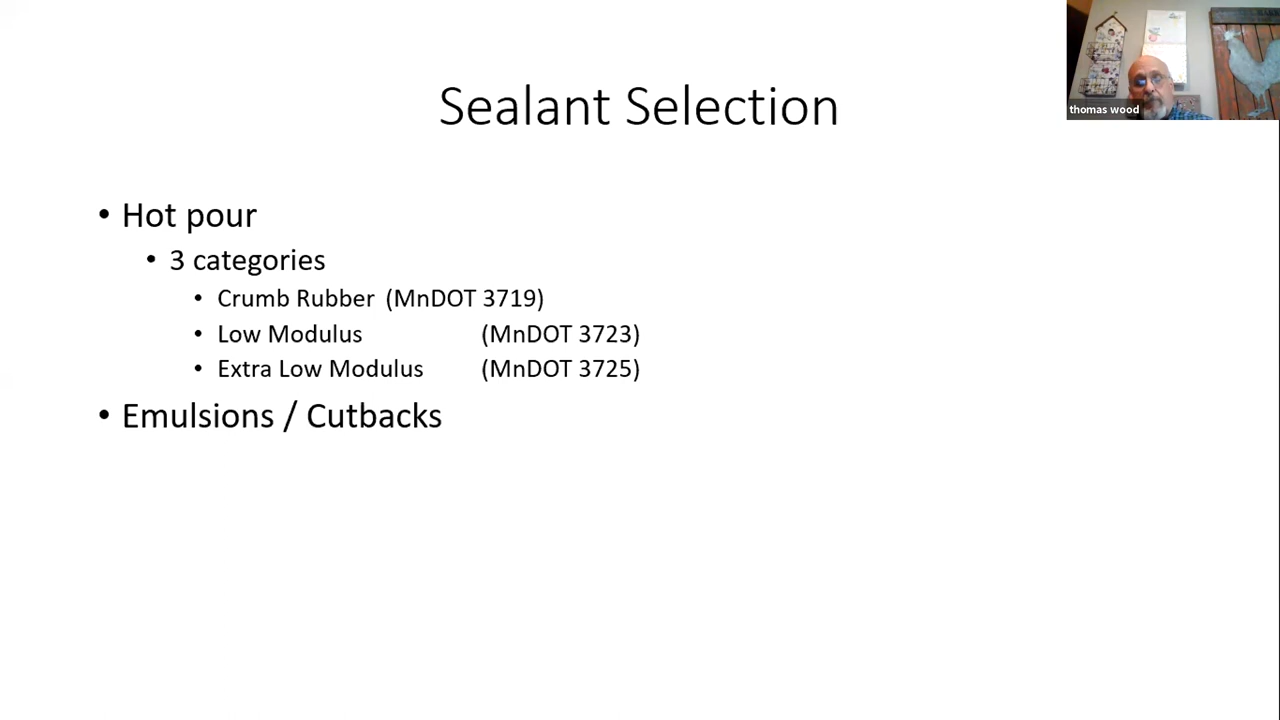 Sealant Selection
thomas wood
• Hot pour
• 3 categories
• Crumb Rubber (MnDOT 3719)
• Low Modulus (MnDOT 3723)
• Extra Low Modulus (MnDOT 3725)
• Emulsions / Cutbacks